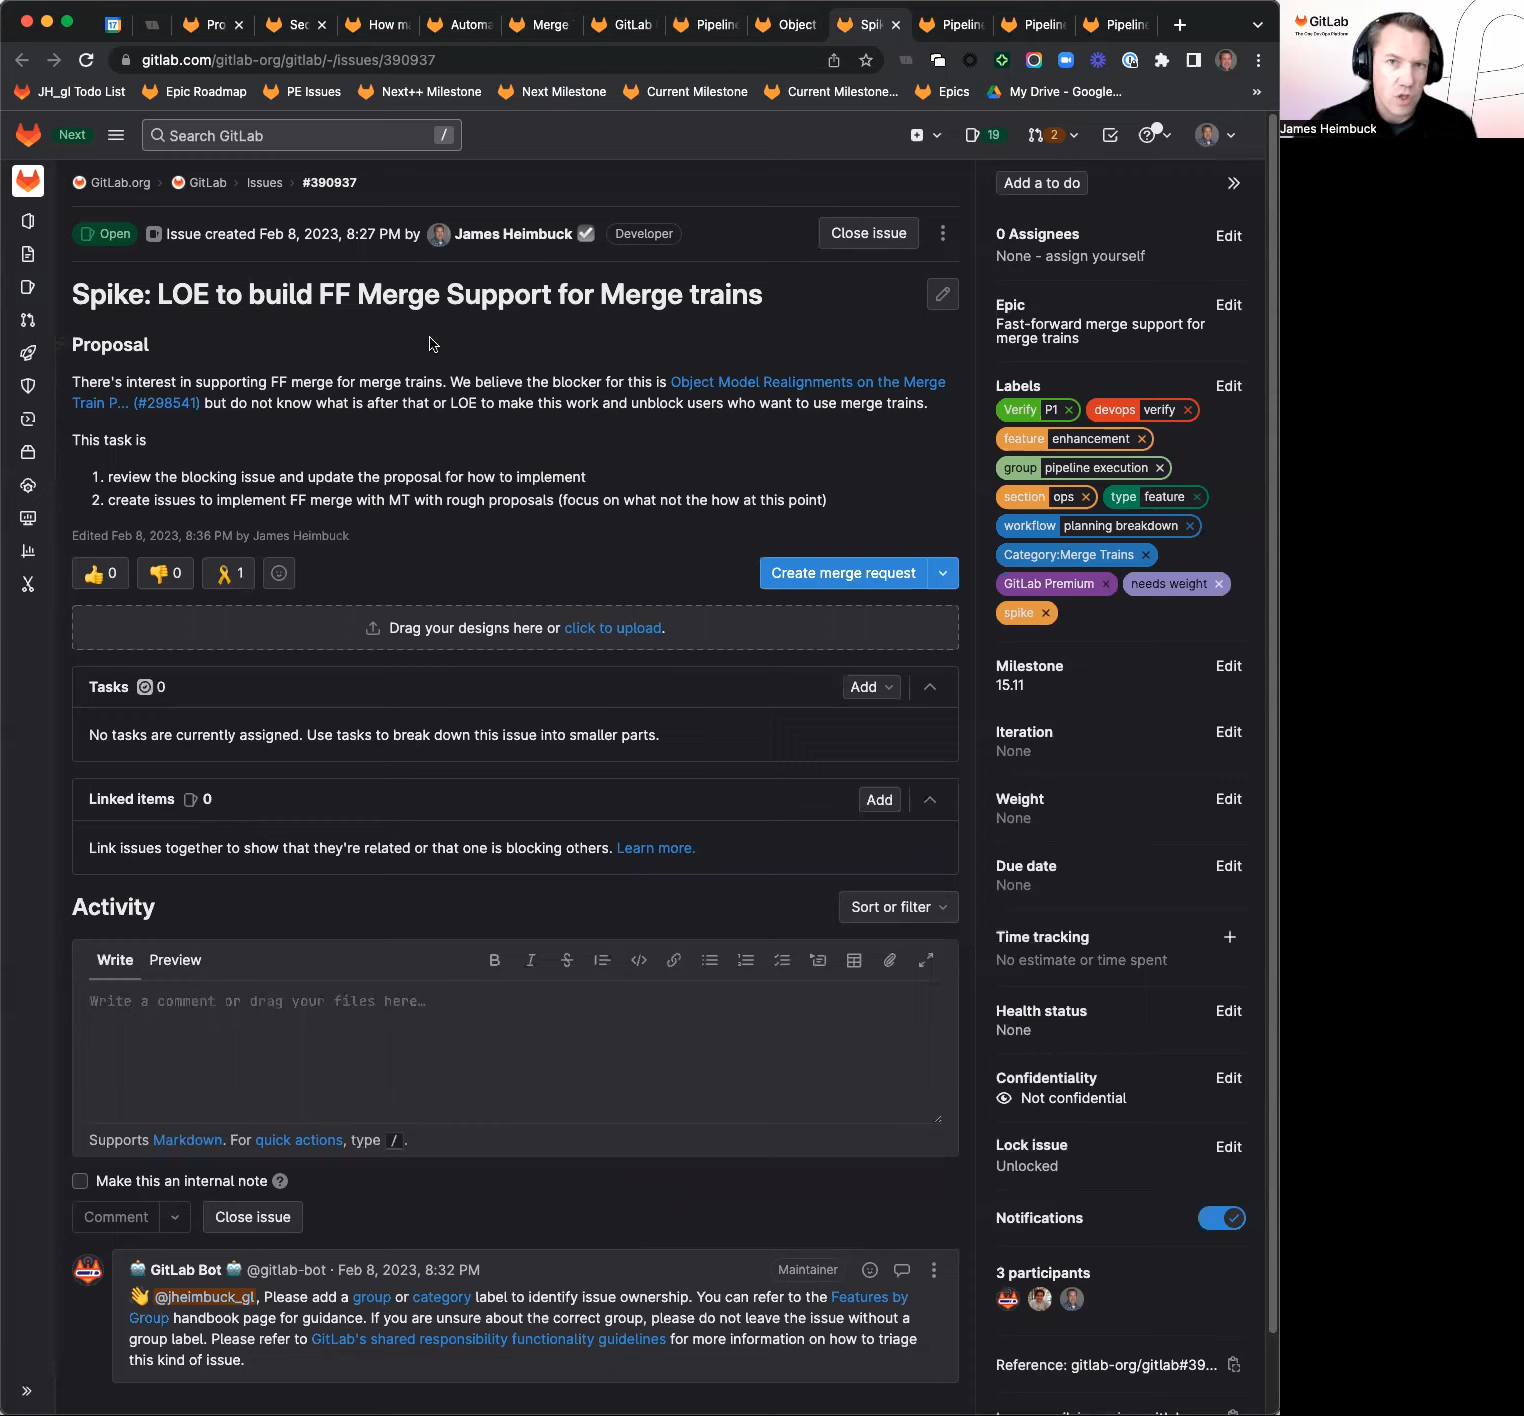 17
Pro
Sec
How m
Autom
Merge
GitLab
Pipelin
Object
Spik
Pipelin
Pipelin
Pipelin
gitlab.com/gitlab-org/gitlab/-/issues/390937
JH_gl Todo List
Epic Roadmap
PE Issues
Next++ Milestone
Next Milestone
Current Milestone
Current Milestone...
Epics
My Drive - Google...
GitLab
The One DevOps Platform
James Heimbuck
Next
Search GitLab
/
19
2
GitLab.org › GitLab › Issues › #390937
Open
Issue created Feb 8, 2023, 8:27 PM by James Heimbuck
Developer
Close issue
Spike: LOE to build FF Merge Support for Merge trains
Proposal
There's interest in supporting FF merge for merge trains. We believe the blocker for this is Object Model Realignments on the Merge
Train P... (#298541) but do not know what is after that or LOE to make this work and unblock users who want to use merge trains.
This task is
1. review the blocking issue and update the proposal for how to implement
2. create issues to implement FF merge with MT with rough proposals (focus on what not the how at this point)
Edited Feb 8, 2023, 8:36 PM by James Heimbuck
0
0
1
Create merge request
Drag your designs here or click to upload.
Tasks 0
Add
No tasks are currently assigned. Use tasks to break down this issue into smaller parts.
Linked items 0
Add
Link issues together to show that they're related or that one is blocking others. Learn more.
Activity
Sort or filter
Write Preview
Write a comment or drag your files here…
Supports Markdown. For quick actions, type /.
Make this an internal note
Comment
Close issue
GitLab Bot @gitlab-bot · Feb 8, 2023, 8:32 PM
Maintainer
@jheimbuck_gl, Please add a group or category label to identify issue ownership. You can refer to the Features by
Group handbook page for guidance. If you are unsure about the correct group, please do not leave the issue without a
group label. Please refer to GitLab's shared responsibility functionality guidelines for more information on how to triage
this kind of issue.
Add a to do
0 Assignees
Edit
None - assign yourself
Epic
Edit
Fast-forward merge support for
merge trains
Labels
Edit
Verify P1
devops verify
feature enhancement
group pipeline execution
section ops
type feature
workflow planning breakdown
Category:Merge Trains
GitLab Premium
needs weight
spike
Milestone
Edit
15.11
Iteration
Edit
None
Weight
Edit
None
Due date
Edit
None
Time tracking
No estimate or time spent
Health status
Edit
None
Confidentiality
Edit
Not confidential
Lock issue
Edit
Unlocked
Notifications
3 participants
Reference: gitlab-org/gitlab#39...